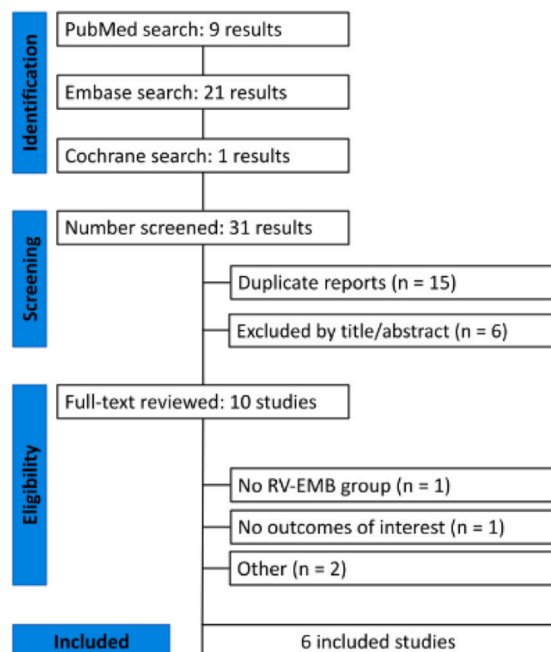 Identification
PubMed search: 9 results
Embase search: 21 results
Cochrane search: 1 results
Screening
Number screened: 31 results
Duplicate reports (n = 15)
Excluded by title/abstract (n = 6)
Eligibility
Full-text reviewed: 10 studies
No RV-EMB group (n = 1)
No outcomes of interest (n = 1)
Other (n = 2)
Included
6 included studies